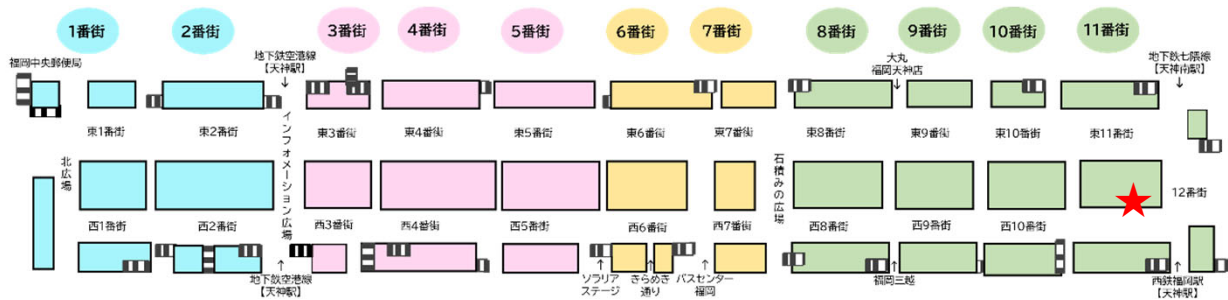 1番街
2番街
3番街
4番街
5番街
6番街
7番街
8番街
9番街
10番街
11番街
福岡中央郵便局
地下鉄空港線
【天神駅】
大丸
福岡天神店
地下鉄七隈線
【天神南駅】
東1番街
東2番街
東3番街
東4番街
東5番街
東6番街
東7番街
東8番街
東9番街
東10番街
東11番街
北広場
インフォメーション広場
石積みの広場
12番街
西1番街
西2番街
西3番街
西4番街
西5番街
西6番街
西7番街
西8番街
西9番街
西10番街
地下鉄空港線
【天神駅】
ソラリア
ステージ
きらめき
通り
バスセンター
福岡
福岡三越
西鉄福岡駅
【天神駅】